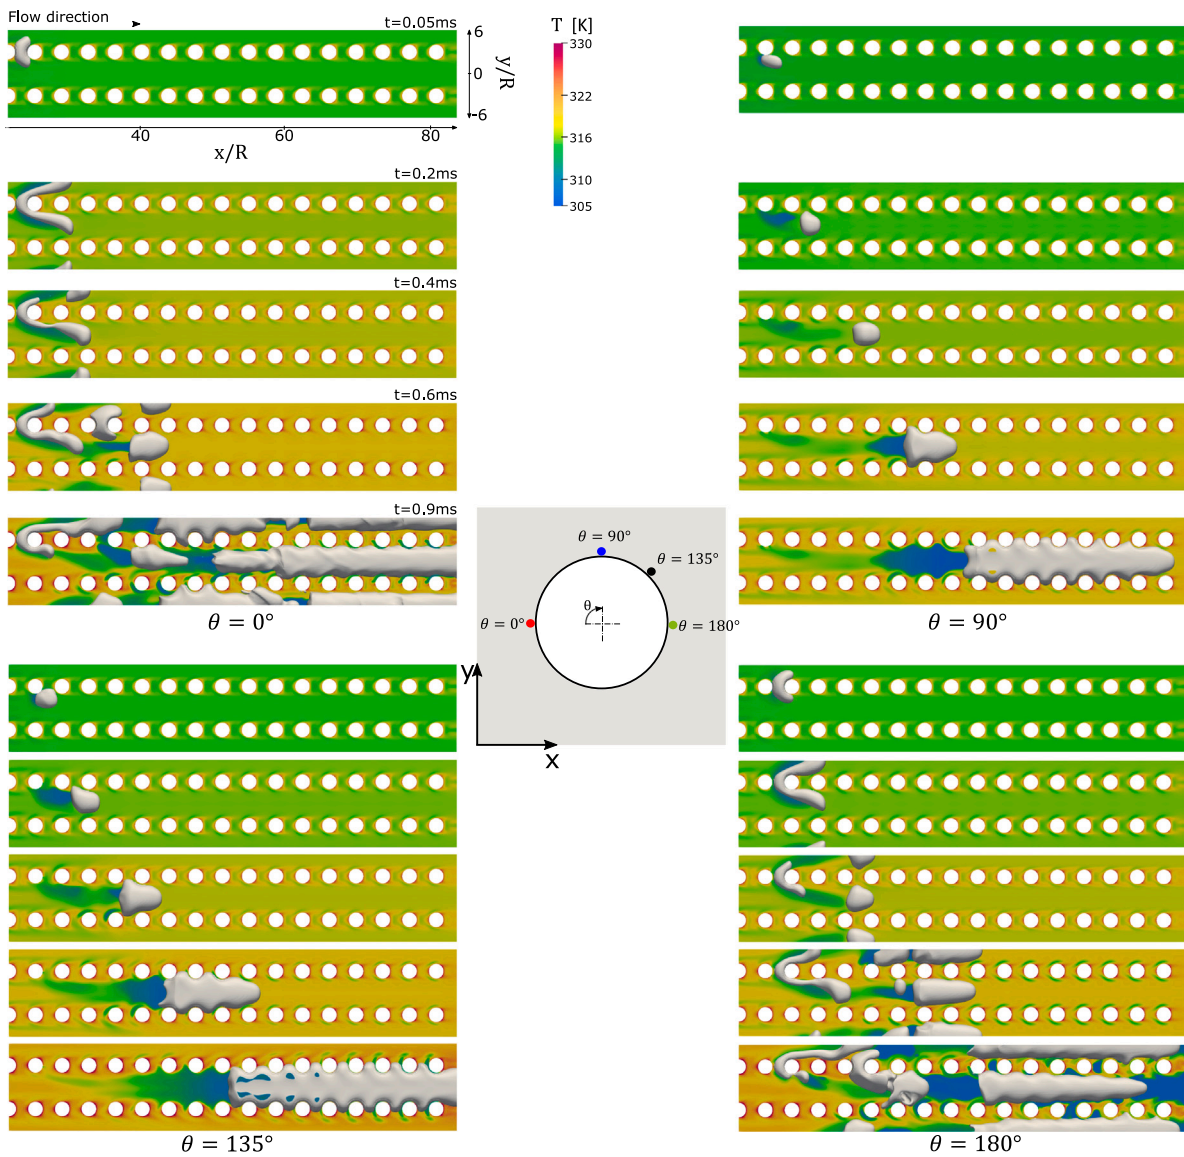 Flow direction
t=0.05ms
6
0
-6
y/R
40
60
80
x/R
T [K]
330
322
316
310
305
t=0.2ms
t=0.4ms
t=0.6ms
t=0.9ms
θ = 0°
θ = 90°
θ = 90°
θ = 135°
θ
θ = 0°
θ = 180°
y
x
θ = 135°
θ = 180°